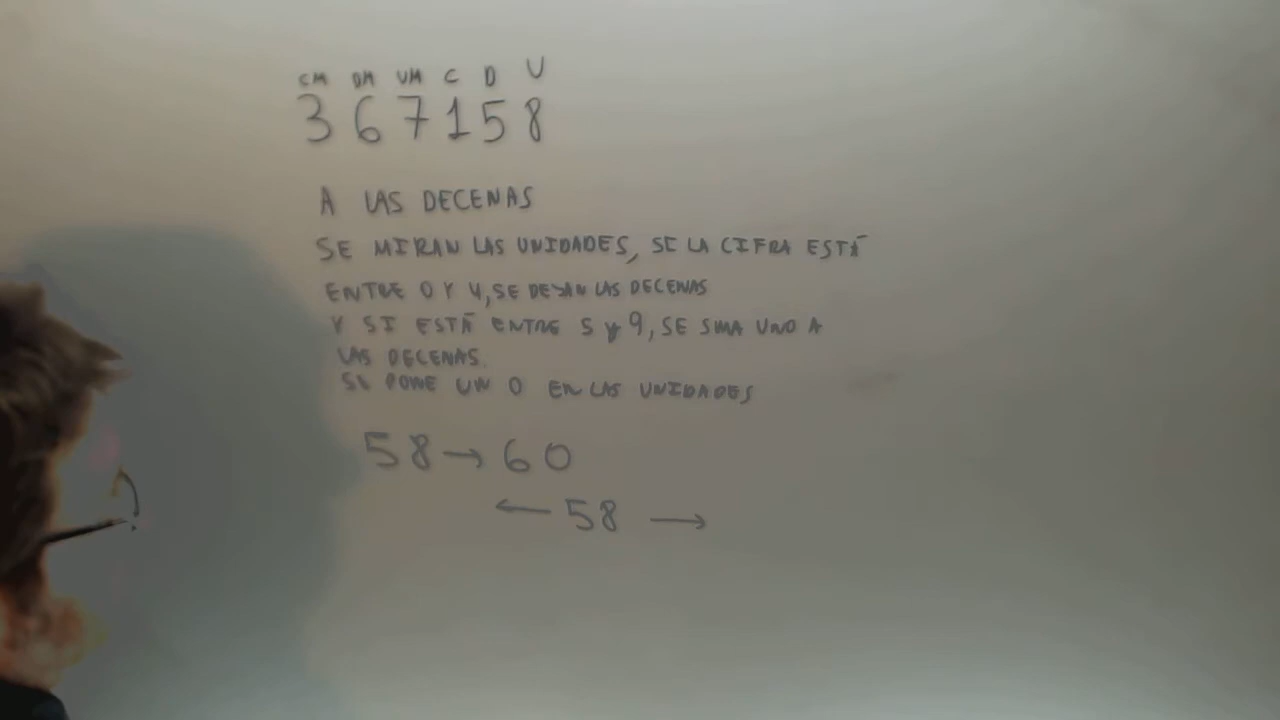 CM DM UM C D U
3 6 7 1 5 8
A LAS DECENAS
SE MIRAN LAS UNIDADES, SI LA CIFRA ESTÁ
ENTRE 0 Y 4, SE DEJAN LAS DECENAS
Y SI ESTÁ ENTRE 5 y 9, SE SUMA UNO A
LAS DECENAS.
SE PONE UN 0 EN LAS UNIDADES
58 → 60
← 58 →